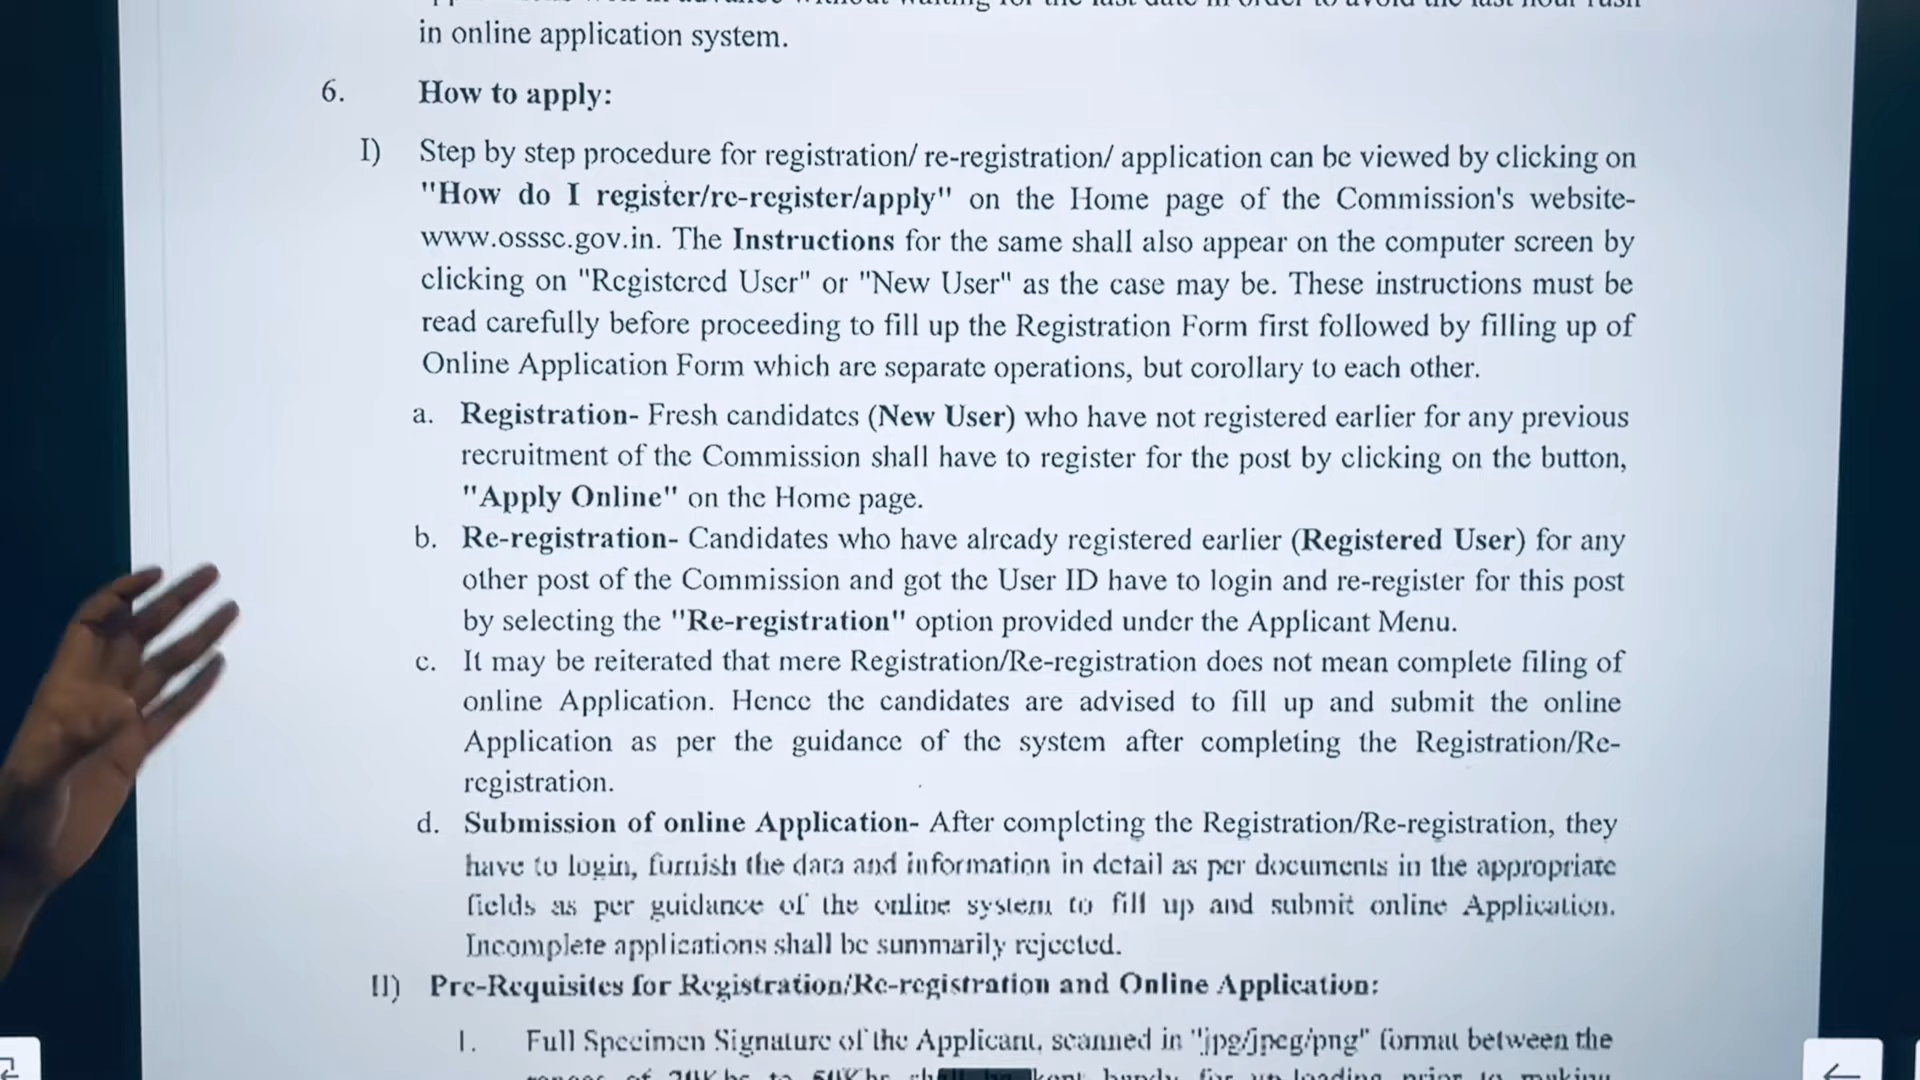 in online application system.
6. How to apply:
I) Step by step procedure for registration/ re-registration/ application can be viewed by clicking on
"How do I register/re-register/apply" on the Home page of the Commission's website-
www.osssc.gov.in. The Instructions for the same shall also appear on the computer screen by
clicking on "Registered User" or "New User" as the case may be. These instructions must be
read carefully before proceeding to fill up the Registration Form first followed by filling up of
Online Application Form which are separate operations, but corollary to each other.
a. Registration- Fresh candidates (New User) who have not registered earlier for any previous
recruitment of the Commission shall have to register for the post by clicking on the button,
"Apply Online" on the Home page.
b. Re-registration- Candidates who have already registered earlier (Registered User) for any
other post of the Commission and got the User ID have to login and re-register for this post
by selecting the "Re-registration" option provided under the Applicant Menu.
c. It may be reiterated that mere Registration/Re-registration does not mean complete filing of
online Application. Hence the candidates are advised to fill up and submit the online
Application as per the guidance of the system after completing the Registration/Re-
registration.
d. Submission of online Application- After completing the Registration/Re-registration, they
have to login, furnish the data and information in detail as per documents in the appropriate
fields as per guidance of the online system to fill up and submit online Application.
Incomplete applications shall be summarily rejected.
II) Pre-Requisites for Registration/Re-registration and Online Application:
1. Full Specimen Signature of the Applicant, scanned in "jpg/jpeg/png" format between the